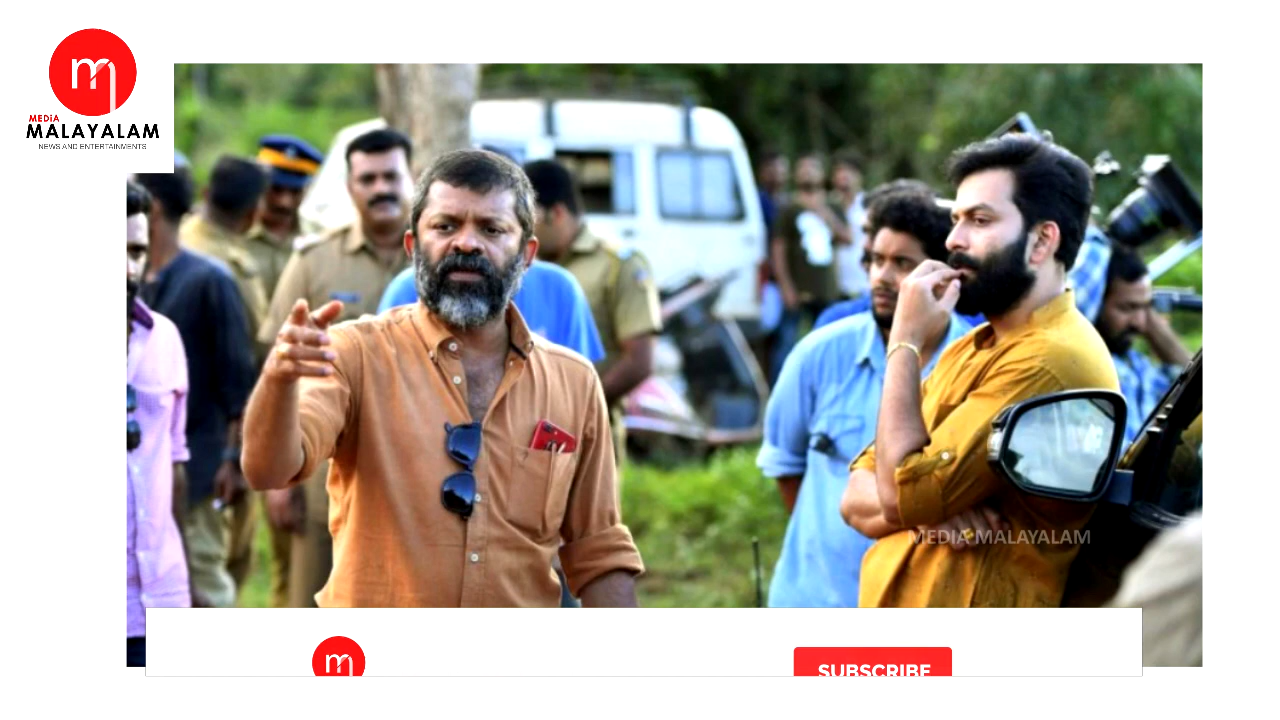 m
MEDiA
MALAYALAM
NEWS AND ENTERTAINMENTS
MEDIA MALAYALAM
m
SUBSCRIBE